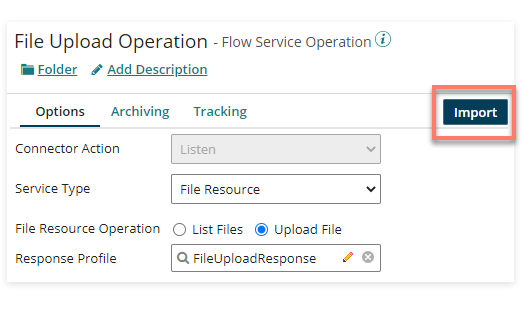 File Upload Operation - Flow Service Operation i
Folder Add Description
Options Archiving Tracking Import
Connector Action Listen
Service Type File Resource
File Resource Operation List Files Upload File
Response Profile FileUploadResponse